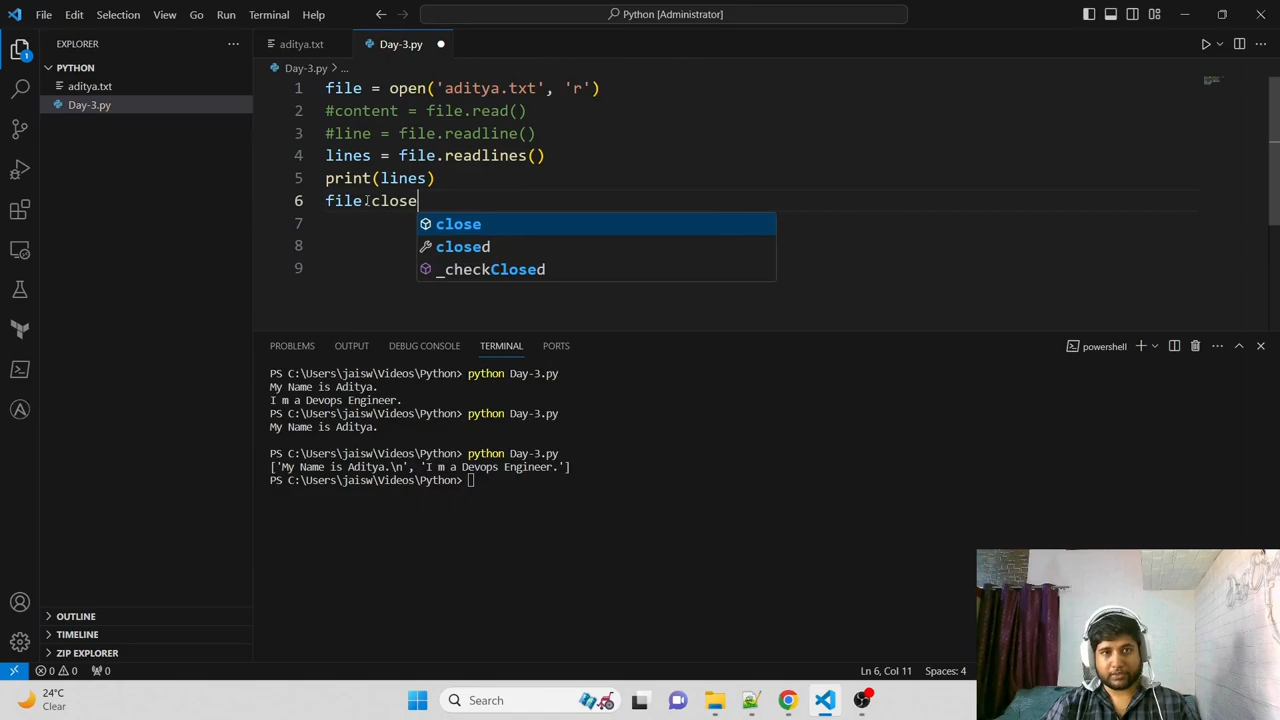 File Edit Selection View Go Run Terminal Help
Python [Administrator]
EXPLORER
aditya.txt
Day-3.py
PYTHON
Day-3.py > ...
aditya.txt
Day-3.py
1 file = open('aditya.txt', 'r')
2 #content = file.read()
3 #line = file.readline()
4 lines = file.readlines()
5 print(lines)
6 file.close
7
8
9
close
closed
_checkClosed
PROBLEMS OUTPUT DEBUG CONSOLE TERMINAL PORTS
powershell
PS C:\Users\jaisw\Videos\Python> python Day-3.py
My Name is Aditya.
I m a Devops Engineer.
PS C:\Users\jaisw\Videos\Python> python Day-3.py
My Name is Aditya.
PS C:\Users\jaisw\Videos\Python> python Day-3.py
['My Name is Aditya.\n', 'I m a Devops Engineer.']
PS C:\Users\jaisw\Videos\Python>
OUTLINE
TIMELINE
ZIP EXPLORER
1
0 0 0
Ln 6, Col 11 Spaces: 4
24°C
Clear
Search